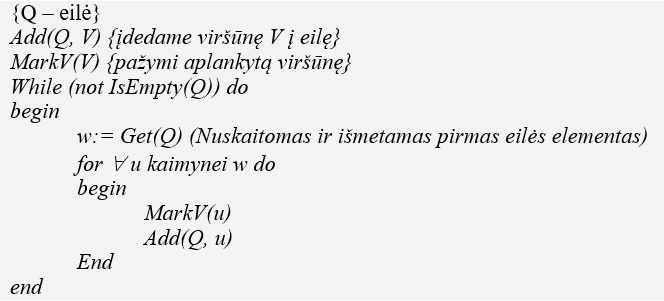 {Q – eilė}
Add(Q, V) {įdedame viršūnę V į eilę}
MarkV(V) {pažymi aplankytą viršūnę}
While (not IsEmpty(Q)) do
begin
w:= Get(Q) (Nuskaitomas ir išmetamas pirmas eilės elementas)
for ∀u kaimynei w do
begin
MarkV(u)
Add(Q, u)
End
end